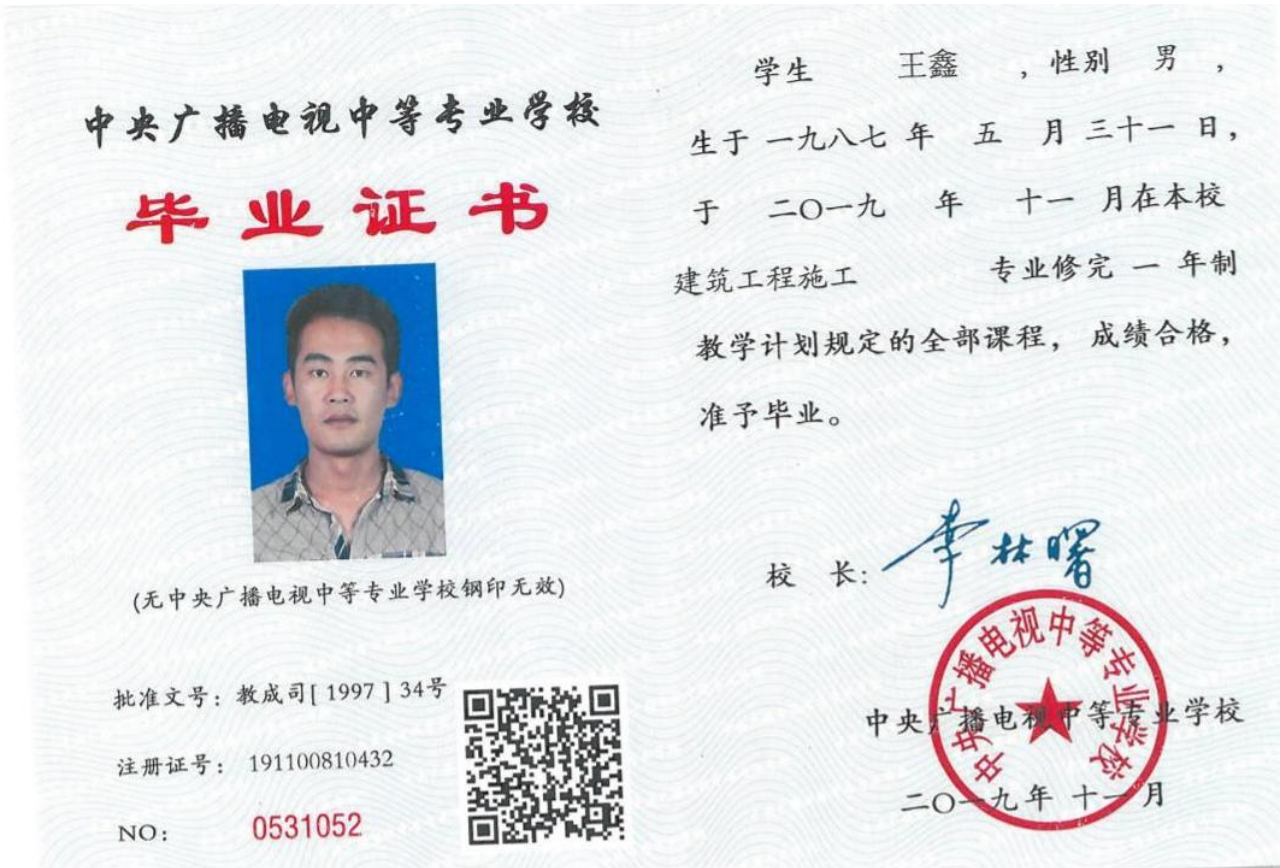 中央广播电视中等专业学校
毕业证书
(无中央广播电视中等专业学校钢印无效)
批准文号：教成司[ 1997 ] 34号
注册证号： 191100810432
NO： 0531052
学生 王鑫 ，性别 男 ，
生于 一九八七 年 五 月 三十一 日，
于 二〇一九 年 十一 月在本校
建筑工程施工 专业修完 一 年制
教学计划规定的全部课程， 成绩合格，
准予毕业。
校 长: 李林曙
中央广播电视中等专业学校
中央广播电视中等专业学校
二〇一九年 十一月